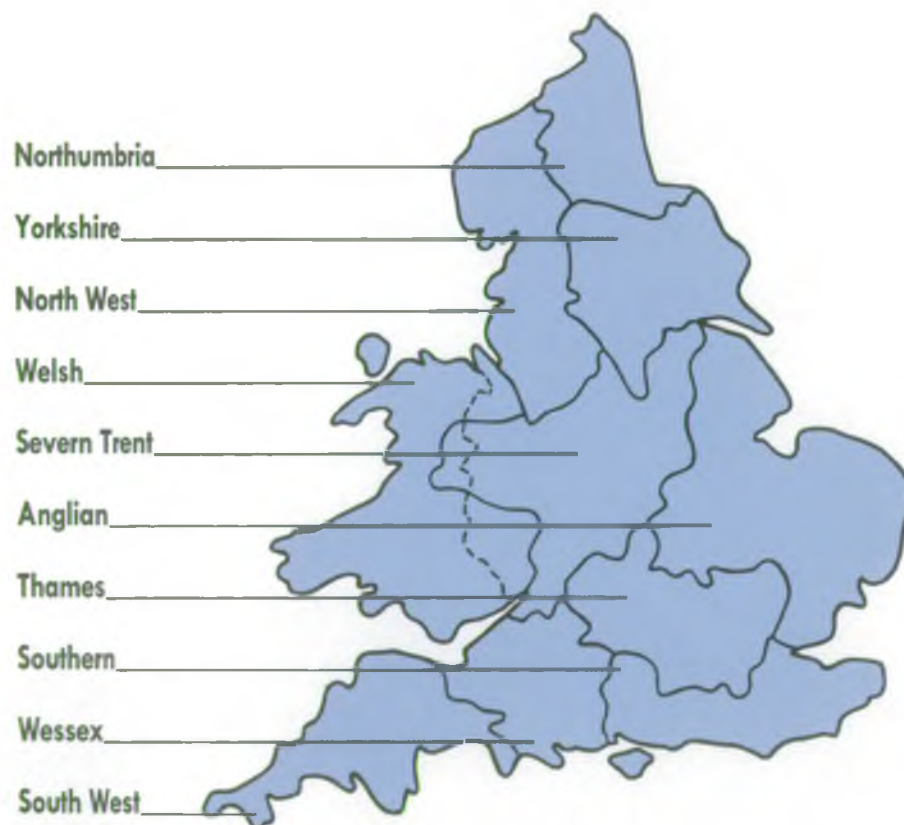 Northumbria
Yorkshire
North West
Welsh
Severn Trent
Anglian
Thames
Southern
Wessex
South West